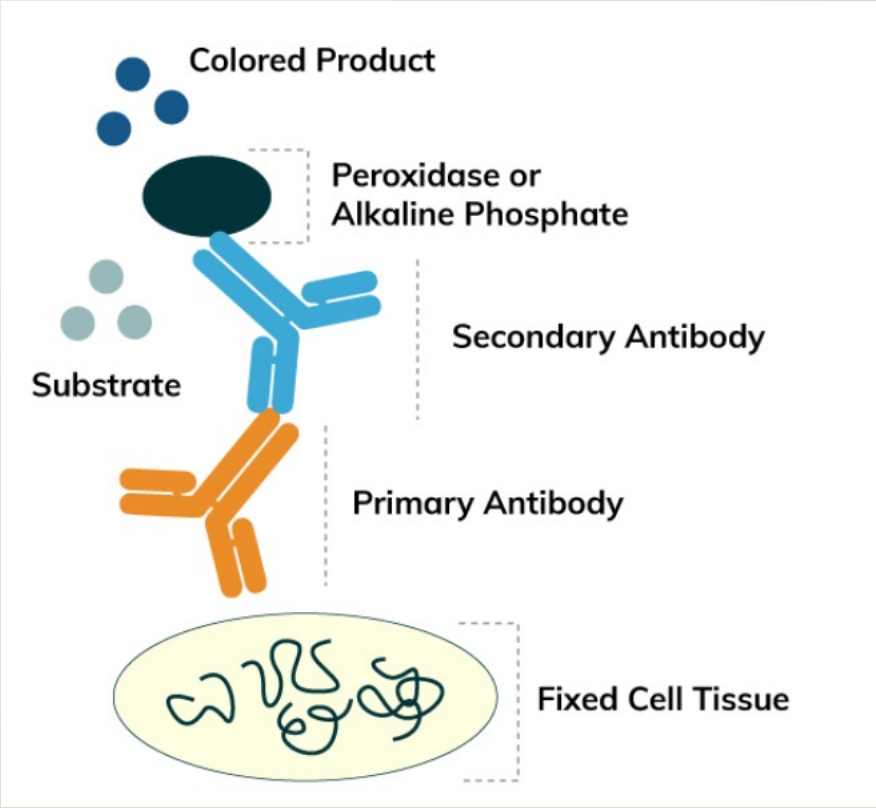 Colored Product
Peroxidase or
Alkaline Phosphate
Secondary Antibody
Substrate
Primary Antibody
Fixed Cell Tissue